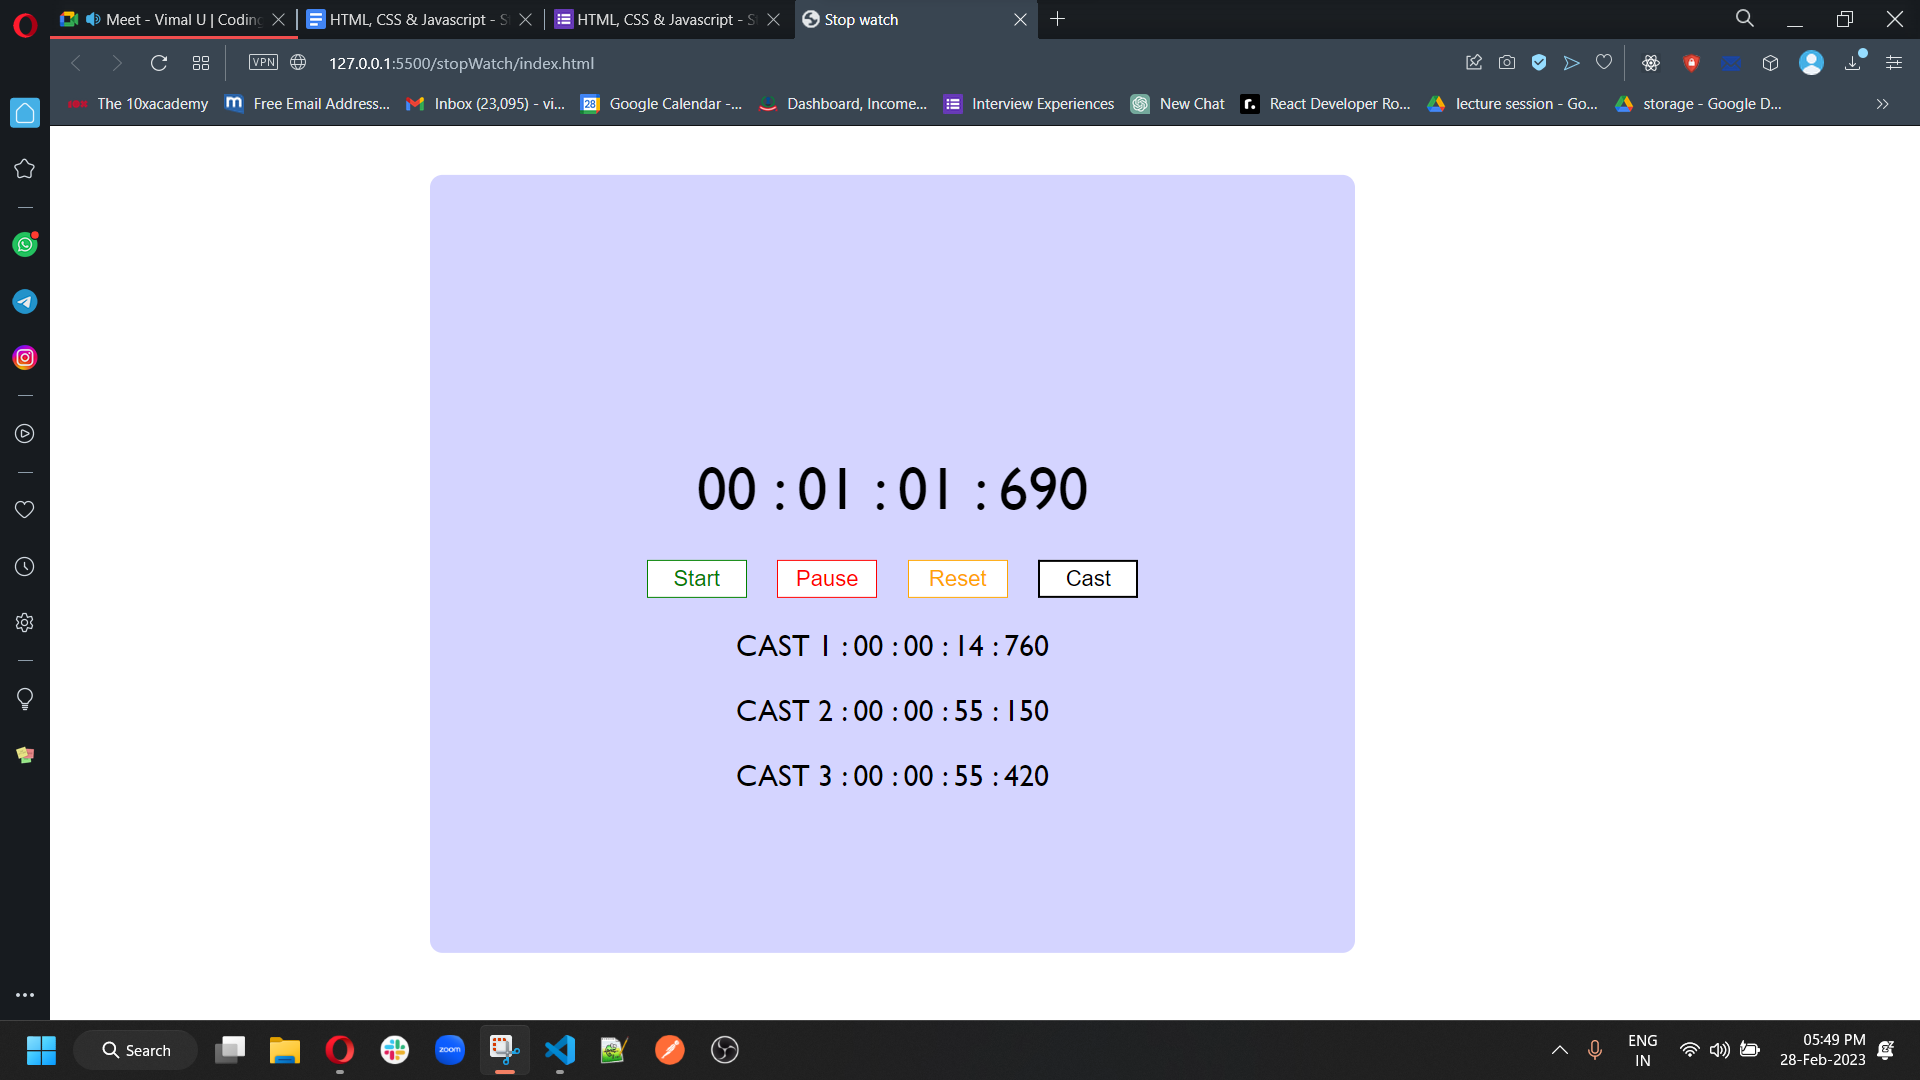 Meet - Vimal U | Coding
HTML, CSS & Javascript - S
HTML, CSS & Javascript - S
Stop watch
VPN
127.0.0.1:5500/stopWatch/index.html
The 10xacademy
Free Email Address...
Inbox (23,095) - vi...
28
Google Calendar -...
Dashboard, Income...
Interview Experiences
New Chat
r.
React Developer Ro...
lecture session - Go...
storage - Google D...
00 : 01 : 01 : 690
Start
Pause
Reset
Cast
CAST 1 : 00 : 00 : 14 : 760
CAST 2 : 00 : 00 : 55 : 150
CAST 3 : 00 : 00 : 55 : 420
Search
zoom
ENG
IN
05:49 PM
28-Feb-2023